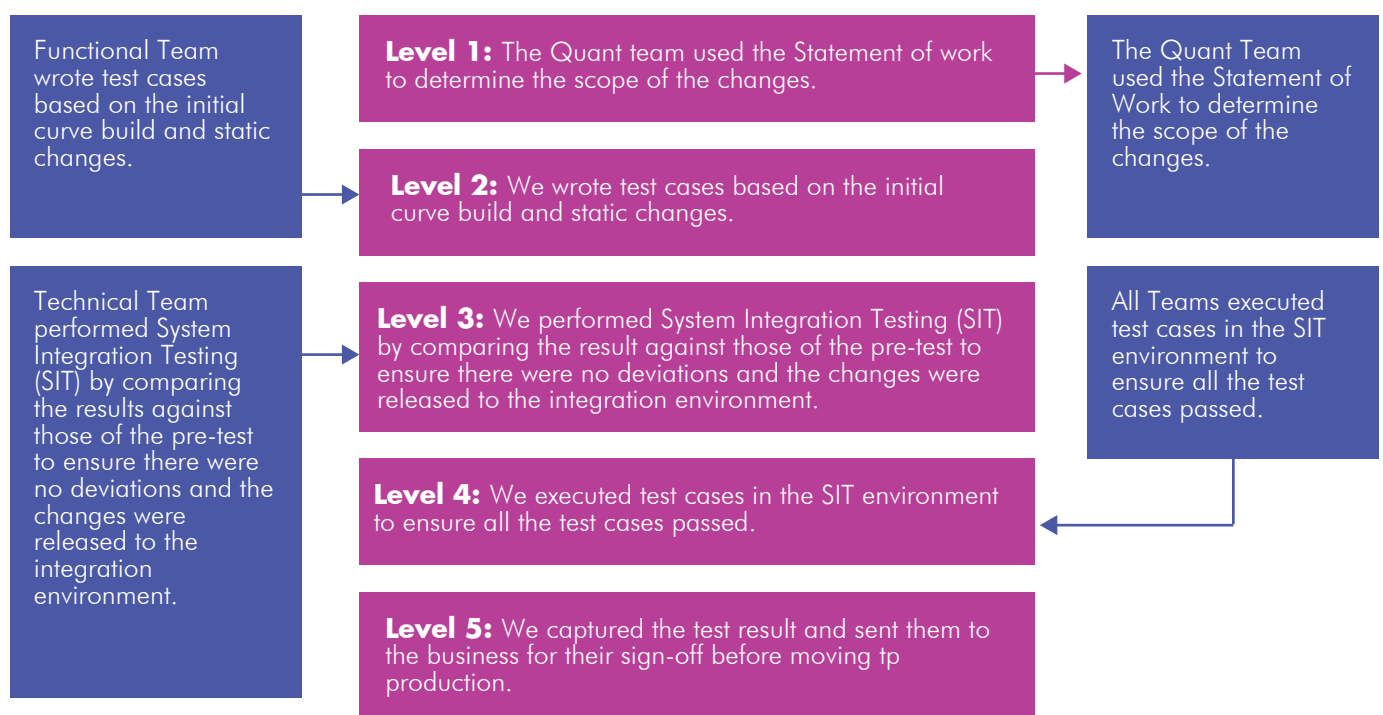 Functional Team
wrote test cases
based on the initial
curve build and static
changes.
Level 1: The Quant team used the Statement of work
to determine the scope of the changes.
The Quant Team
used the Statement of
Work to determine
the scope of the
changes.
Level 2: We wrote test cases based on the initial
curve build and static changes.
Technical Team
performed System
Integration Testing
(SIT) by comparing
the results against
those of the pre-test
to ensure there were
no deviations and the
changes were
released to the
integration
environment.
Level 3: We performed System Integration Testing (SIT)
by comparing the result against those of the pre-test to
ensure there were no deviations and the changes were
released to the integration environment.
All Teams executed
test cases in the SIT
environment to
ensure all the test
cases passed.
Level 4: We executed test cases in the SIT environment
to ensure all the test cases passed.
Level 5: We captured the test result and sent them to
the business for their sign-off before moving tp
production.